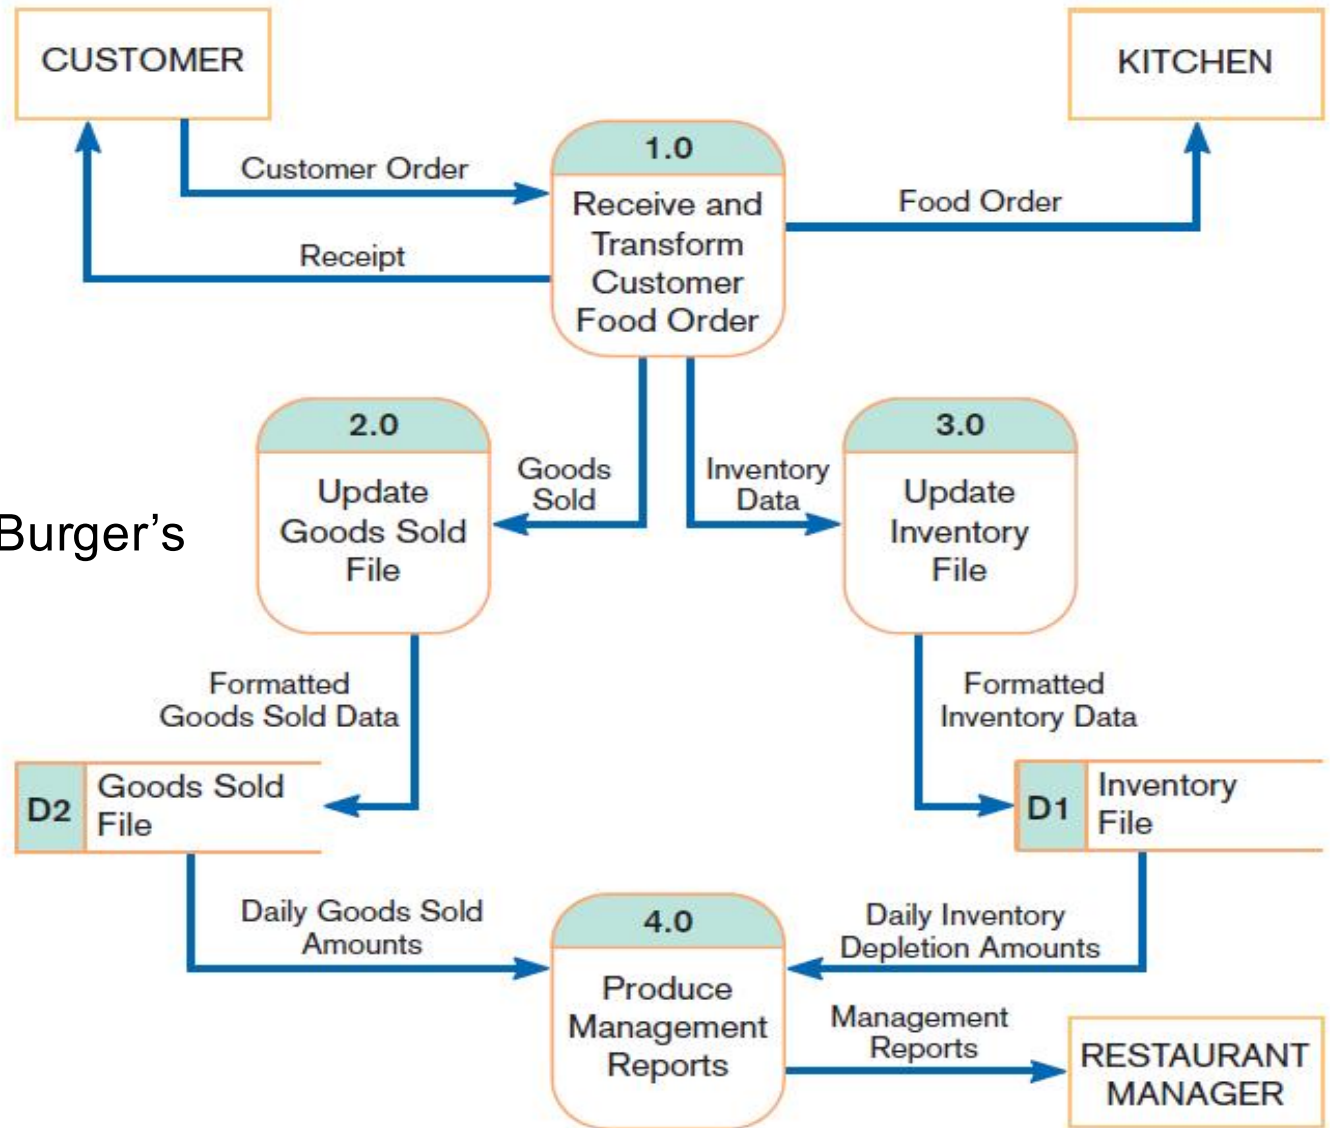 CUSTOMER
KITCHEN
1.0
Customer Order
Receive and
Transform
Customer
Food Order
Food Order
Receipt
2.0
3.0
Goods
Sold
Inventory
Data
Update
Goods Sold
File
Update
Inventory
File
Burger’s
Formatted
Goods Sold Data
Formatted
Inventory Data
D2
Goods Sold
File
D1
Inventory
File
Daily Goods Sold
Amounts
4.0
Daily Inventory
Depletion Amounts
Produce
Management
Reports
Management
Reports
RESTAURANT
MANAGER